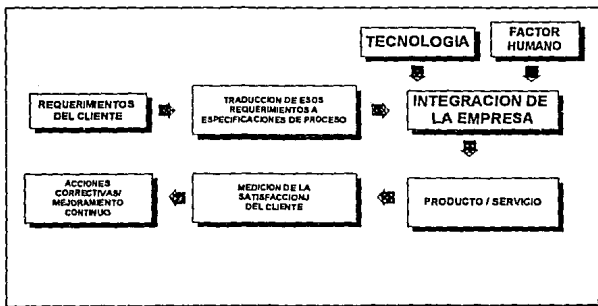 TECNOLOGIA
FACTOR
HUMANO
REQUERIMIENTOS
DEL CLIENTE
TRADUCCION DE ESOS
REQUERIMIENTOS A
ESPECIFICACIONES DE PROCESO
INTEGRACION DE
LA EMPRESA
ACCIONES
CORRECTIVAS/
MEJORAMIENTO
CONTINUO
MEDICION DE LA
SATISFACCIONJ
DEL CLIENTE
PRODUCTO / SERVICIO